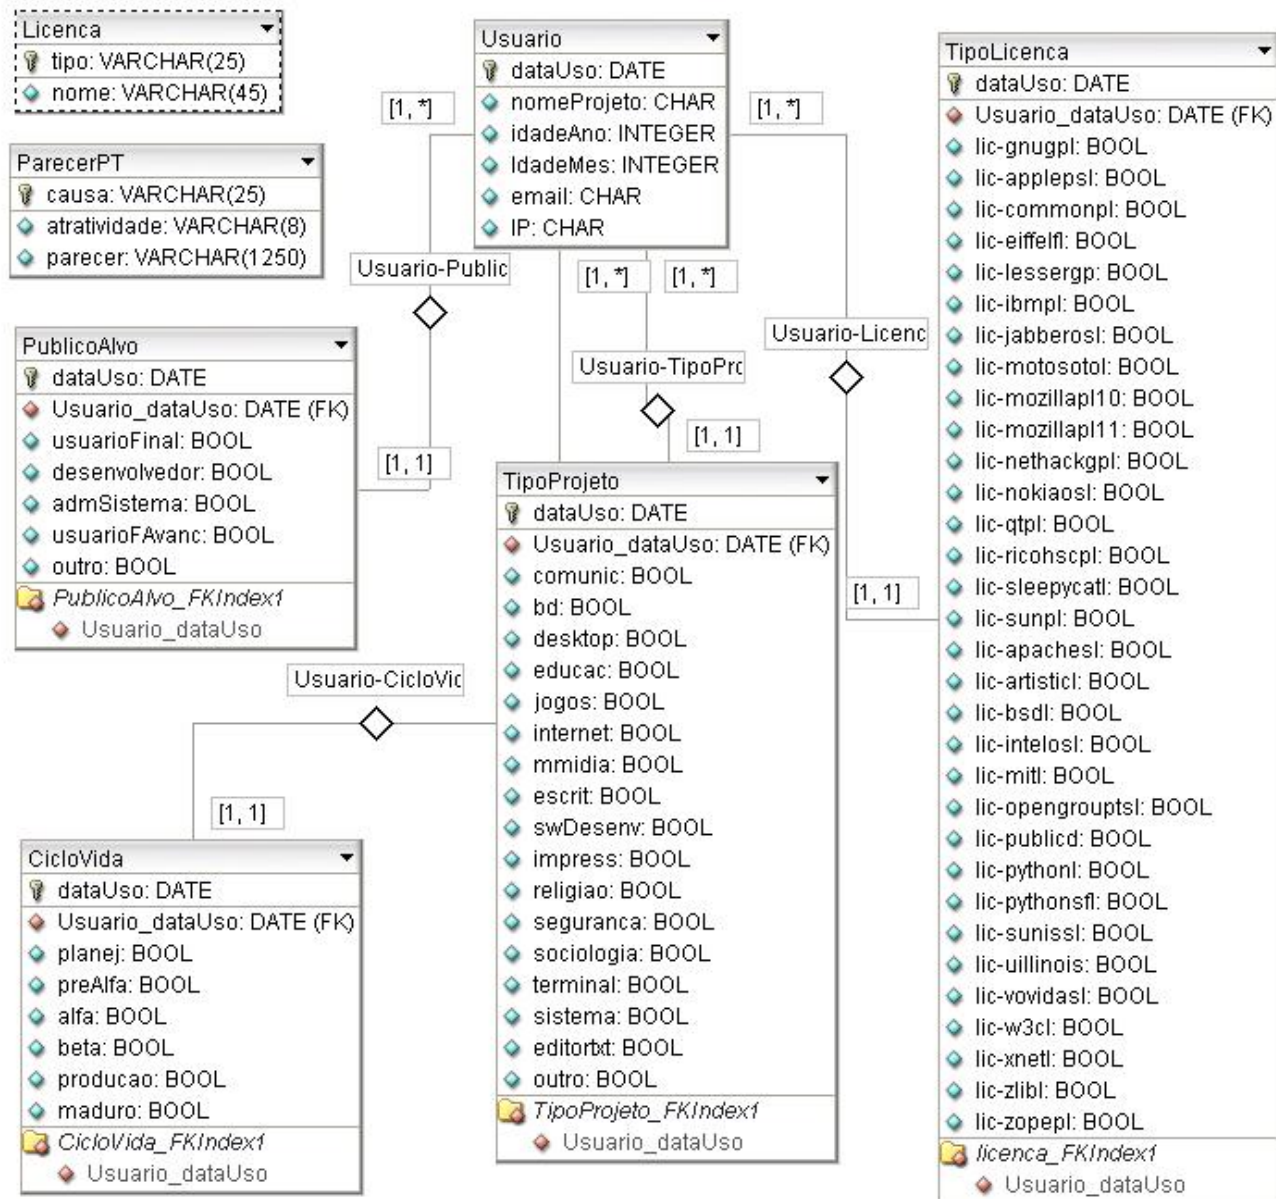 Licenca
tipo: VARCHAR(25)
nome: VARCHAR(45)
ParecerPT
causa: VARCHAR(25)
atratividade: VARCHAR(8)
parecer: VARCHAR(1250)
Usuario
dataUso: DATE
nomeProjeto: CHAR
idadeAno: INTEGER
IdadeMes: INTEGER
email: CHAR
IP: CHAR
[1, *]
[1, *]
[1, *]
[1, *]
Usuario-Public
Usuario-TipoPro
Usuario-Licenc
[1, 1]
[1, 1]
[1, 1]
PublicoAlvo
dataUso: DATE
Usuario_dataUso: DATE (FK)
usuarioFinal: BOOL
desenvolvedor: BOOL
admSistema: BOOL
usuarioFAvanc: BOOL
outro: BOOL
PublicoAlvo_FKIndex1
Usuario_dataUso
Usuario-CicloVic
[1, 1]
CicloVida
dataUso: DATE
Usuario_dataUso: DATE (FK)
planej: BOOL
preAlfa: BOOL
alfa: BOOL
beta: BOOL
producao: BOOL
maduro: BOOL
CicloVida_FKIndex1
Usuario_dataUso
TipoProjeto
dataUso: DATE
Usuario_dataUso: DATE (FK)
comunic: BOOL
bd: BOOL
desktop: BOOL
educac: BOOL
jogos: BOOL
internet: BOOL
mmidia: BOOL
escrit: BOOL
swDesenv: BOOL
impress: BOOL
religiao: BOOL
seguranca: BOOL
sociologia: BOOL
terminal: BOOL
sistema: BOOL
editortxt: BOOL
outro: BOOL
TipoProjeto_FKIndex1
Usuario_dataUso
TipoLicenca
dataUso: DATE
Usuario_dataUso: DATE (FK)
lic-gnugpl: BOOL
lic-applepsl: BOOL
lic-commonpl: BOOL
lic-eiffelfl: BOOL
lic-lessergp: BOOL
lic-ibmpl: BOOL
lic-jabberosl: BOOL
lic-motosotol: BOOL
lic-mozillapl10: BOOL
lic-mozillapl11: BOOL
lic-nethackgpl: BOOL
lic-nokiaosl: BOOL
lic-qtpl: BOOL
lic-ricohscpl: BOOL
lic-sleepycatl: BOOL
lic-sunpl: BOOL
lic-apachesl: BOOL
lic-artisticl: BOOL
lic-bsdl: BOOL
lic-intelosl: BOOL
lic-mitl: BOOL
lic-opengrouptsl: BOOL
lic-publicd: BOOL
lic-pythonl: BOOL
lic-pythonsfl: BOOL
lic-sunissl: BOOL
lic-uillinois: BOOL
lic-vovidasl: BOOL
lic-w3cl: BOOL
lic-xnetl: BOOL
lic-zlibl: BOOL
lic-zopepl: BOOL
licenca_FKIndex1
Usuario_dataUso